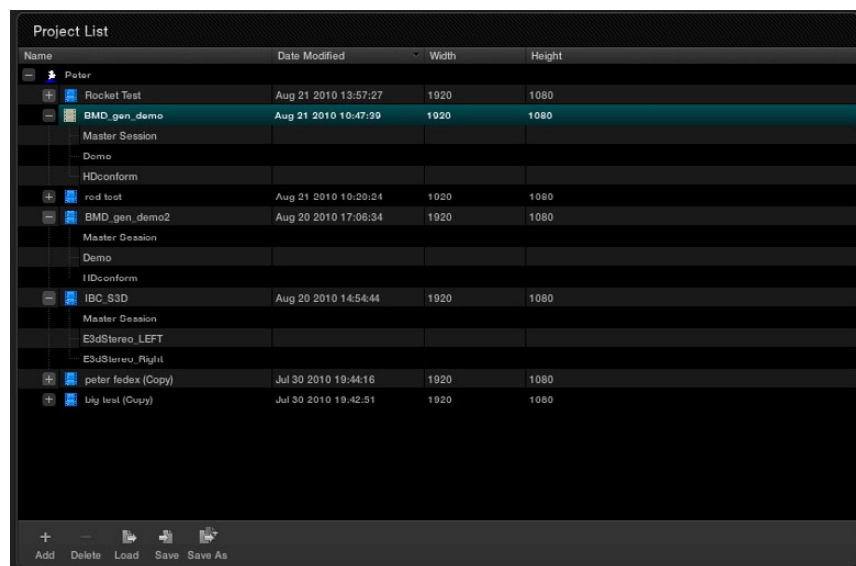 Project List
Name Date Modified Width Height
Peter
Rocket Test Aug 21 2010 13:57:27 1920 1080
BMD_gen_demo Aug 21 2010 10:47:39 1920 1080
Master Session
Demo
HDconform
red test Aug 21 2010 10:20:24 1920 1080
BMD_gen_demo2 Aug 20 2010 17:06:34 1920 1080
Master Session
Demo
HDconform
IBC_S3D Aug 20 2010 14:54:44 1920 1080
Master Session
E3dStereo_LEFT
E3dStereo_Right
peter fedex (Copy) Jul 30 2010 19:44:16 1920 1080
big test (Copy) Jul 30 2010 19:42:51 1920 1080
Add Delete Load Save Save As